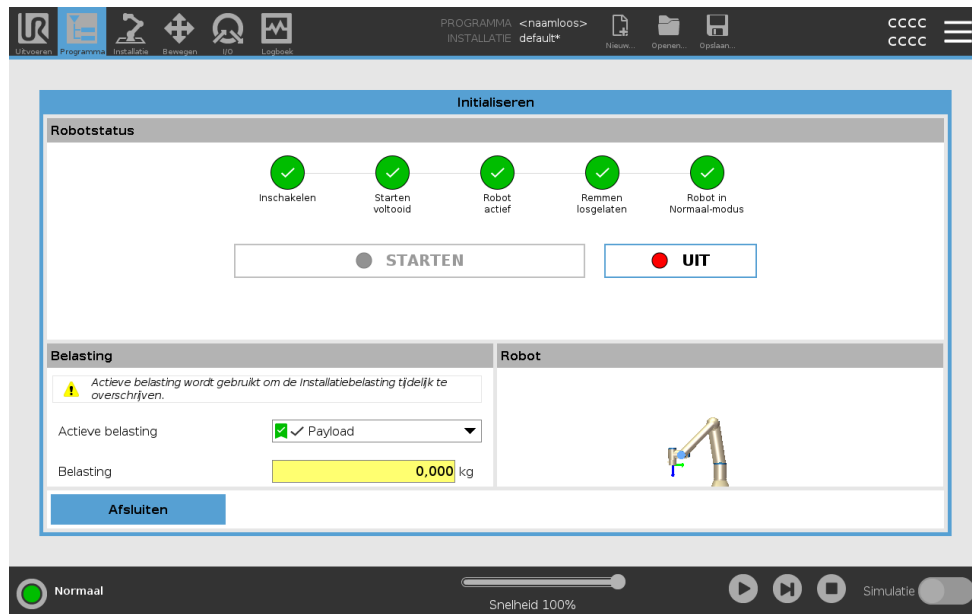 UR
PROGRAMMA <naamloos>
INSTALLATIE default*
cccc
cccc
Uitvoeren Programma Installatie Bewegen I/O Logboek Nieuw... Openen... Opslaan...
Initialiseren
Robotstatus
Inschakelen
Starten
voltooid
Robot
actief
Remmen
losgelaten
Robot in
Normaal-modus
STARTEN
UIT
Belasting
Robot
Actieve belasting wordt gebruikt om de Installatiebelasting tijdelijk te
overschrijven.
Actieve belasting
Payload
Belasting
0,000 kg
Afsluiten
Normaal
Snelheid 100%
Simulatie